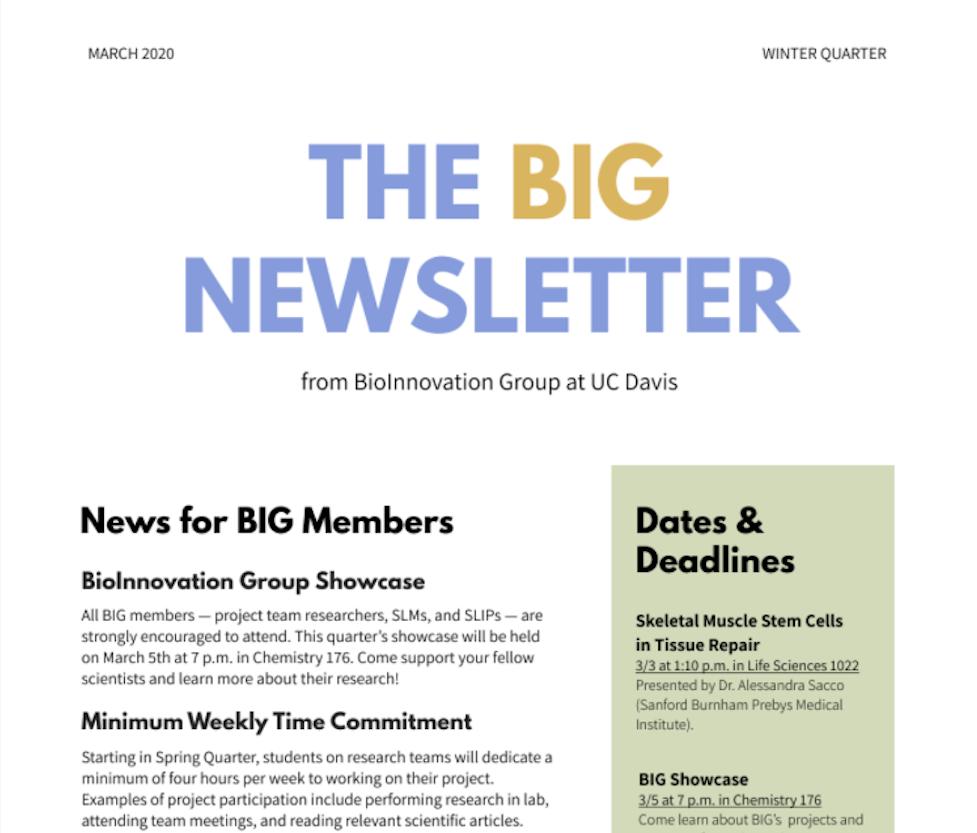 MARCH 2020
WINTER QUARTER
THE BIG
NEWSLETTER
from BioInnovation Group at UC Davis
News for BIG Members
BioInnovation Group Showcase
All BIG members — project team researchers, SLMs, and SLIPs — are
strongly encouraged to attend. This quarter's showcase will be held
on March 5th at 7 p.m. in Chemistry 176. Come support your fellow
scientists and learn more about their research!
Minimum Weekly Time Commitment
Starting in Spring Quarter, students on research teams will dedicate a
minimum of four hours per week to working on their project.
Examples of project participation include performing research in lab,
attending team meetings, and reading relevant scientific articles.
Dates &
Deadlines
Skeletal Muscle Stem Cells
in Tissue Repair
3/3 at 1:10 p.m. in Life Sciences 1022
Presented by Dr. Alessandra Sacco
(Sanford Burnham Prebys Medical
Institute).
BIG Showcase
3/5 at 7 p.m. in Chemistry 176
Come learn about BIG's projects and